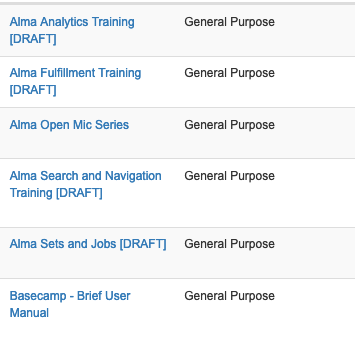 Alma Analytics Training General Purpose
[DRAFT]
Alma Fulfillment Training General Purpose
[DRAFT]
Alma Open Mic Series General Purpose
Alma Search and Navigation General Purpose
Training [DRAFT]
Alma Sets and Jobs [DRAFT] General Purpose
Basecamp - Brief User General Purpose
Manual